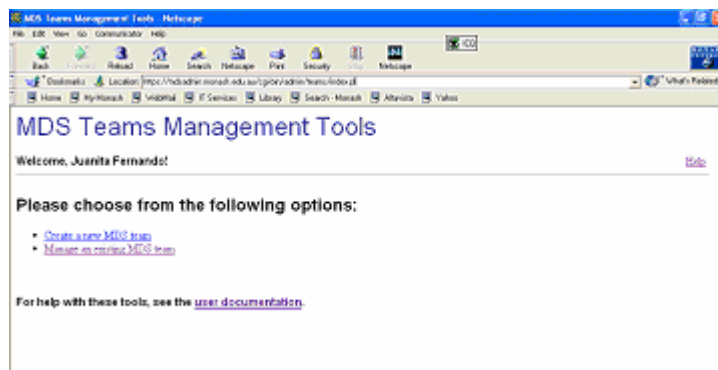 MDS Teams Management Tools - Netscape
File Edit View Go Communicator Help
Back Forward Reload Home Search Netscape Print Security Stop Netscape
Bookmarks Location: What's Related
Home MyMonash WebMail IT Services Library Search - Monash Altavista Yahoo
MDS Teams Management Tools
Welcome, Juanita Fernando! Help
Please choose from the following options:
• Create a new MDS team
• Manage an existing MDS team
For help with these tools, see the user documentation.